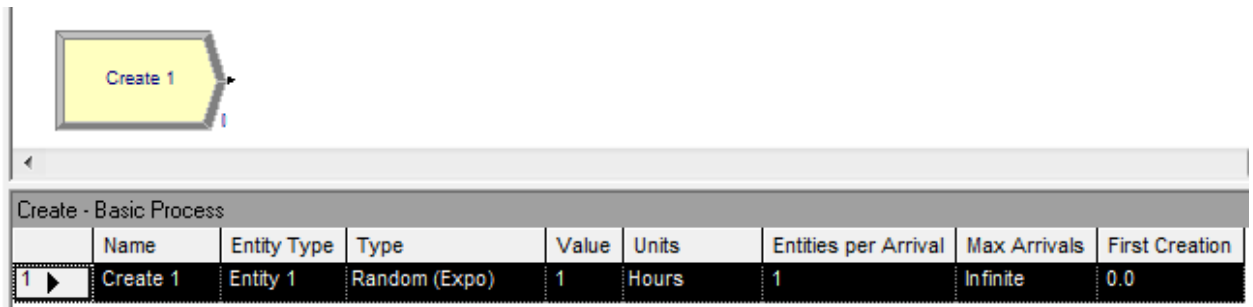 Create 1
0
Create - Basic Process
Name Entity Type Type Value Units Entities per Arrival Max Arrivals First Creation
1 Create 1 Entity 1 Random (Expo) 1 Hours 1 Infinite 0.0